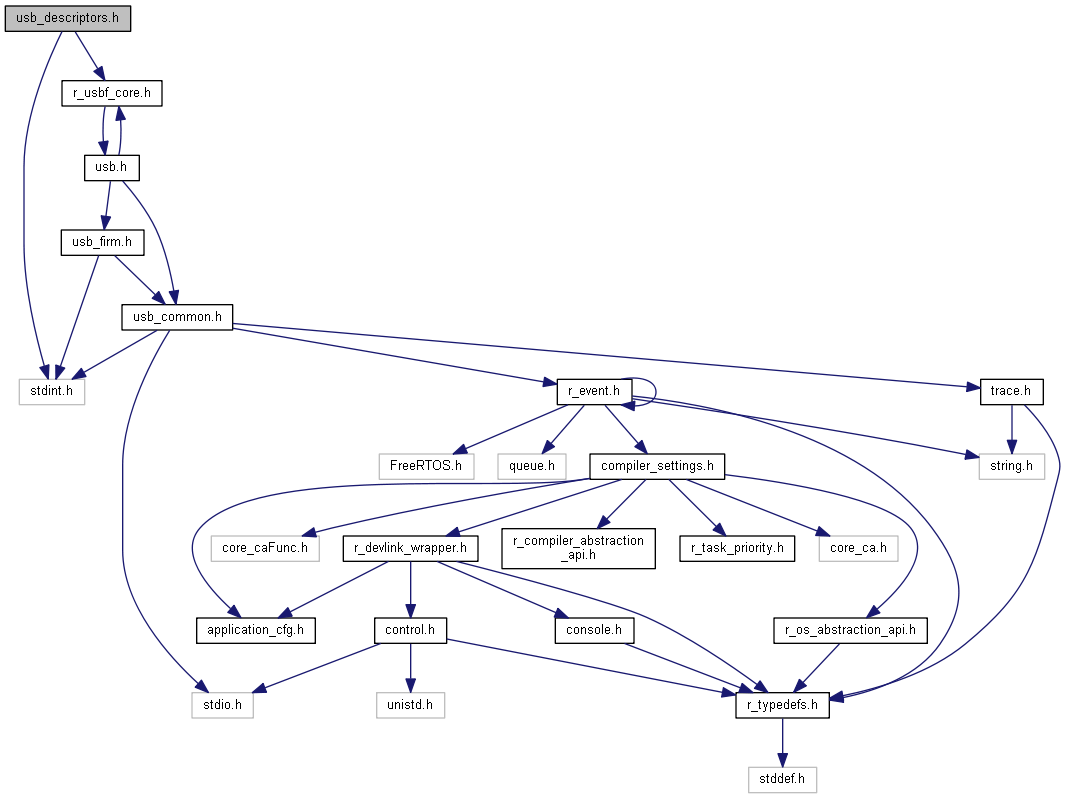 usb_descriptors.h
r_usbf_core.h
usb.h
usb_firm.h
usb_common.h
stdint.h
r_event.h
trace.h
FreeRTOS.h
queue.h
compiler_settings.h
string.h
core_caFunc.h
r_devlink_wrapper.h
r_compiler_abstraction
_api.h
r_task_priority.h
core_ca.h
application_cfg.h
control.h
console.h
r_os_abstraction_api.h
stdio.h
unistd.h
r_typedefs.h
stddef.h